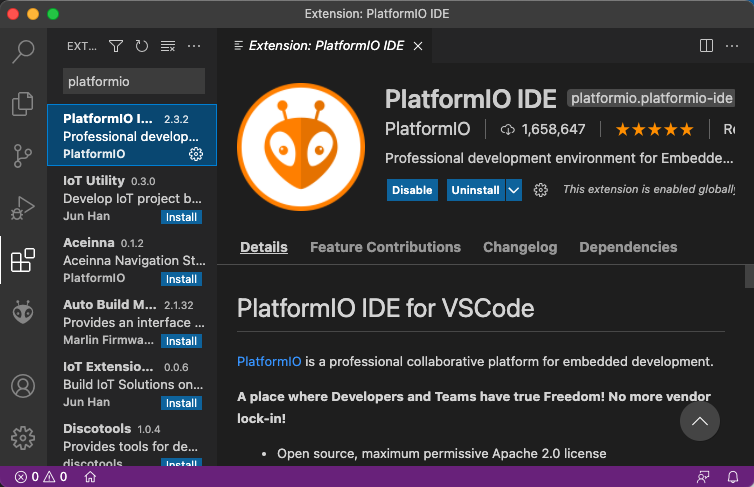 Extension: PlatformIO IDE
EXT...
platformio
PlatformIO I... 2.3.2
Professional develop...
PlatformIO
IoT Utility 0.3.0
Develop IoT project b...
Jun Han Install
Aceinna 0.1.2
Aceinna Navigation St...
PlatformIO Install
Auto Build M... 2.1.32
Provides an interface ...
Marlin Firmwa... Install
IoT Extensio... 0.0.6
Build IoT Solutions on...
Jun Han Install
Discotools 1.0.4
Provides tools for de...
discotools Install
Extension: PlatformIO IDE
PlatformIO IDE platformio.platformio-ide
PlatformIO 1,658,647 Re
Professional development environment for Embedde...
Disable Uninstall This extension is enabled globally
Details Feature Contributions Changelog Dependencies
PlatformIO IDE for VSCode
PlatformIO is a professional collaborative platform for embedded development.
A place where Developers and Teams have true Freedom! No more vendor
lock-in!
• Open source, maximum permissive Apache 2.0 license
0 0